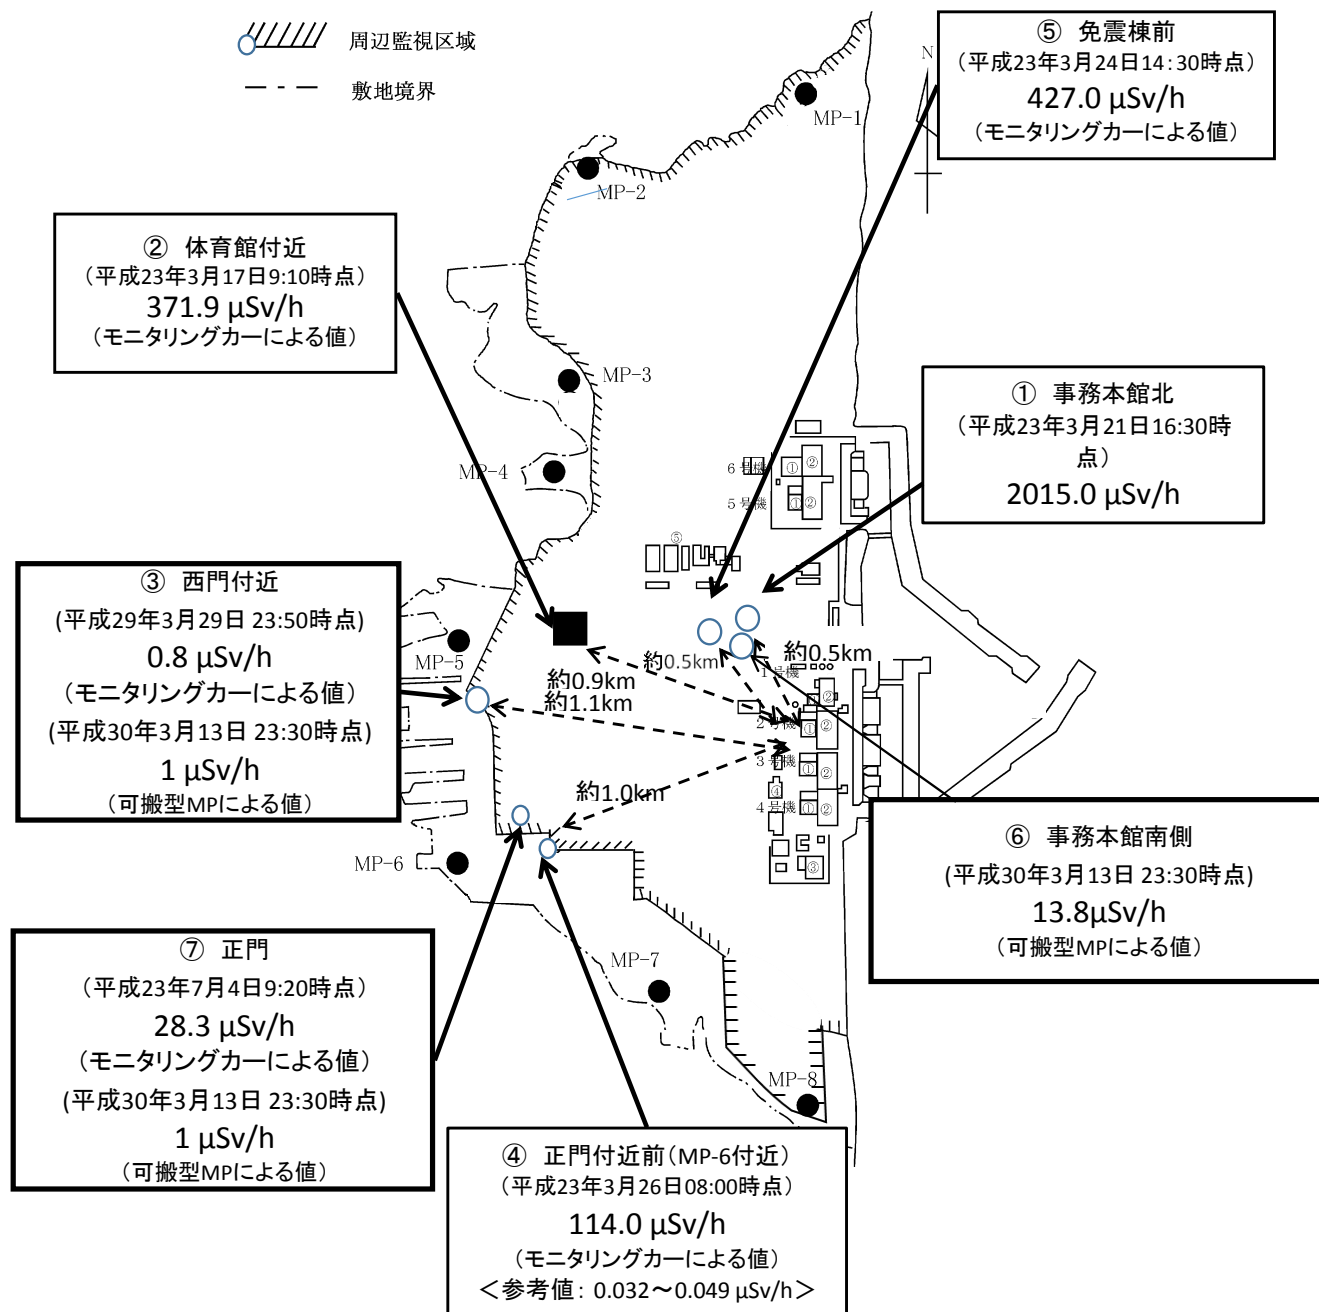 周辺監視区域
敷地境界
⑤ 免震棟前
(平成23年3月24日14:30時点)
427.0 μSv/h
(モニタリングカーによる値)
N
MP-1
MP-2
② 体育館付近
(平成23年3月17日9:10時点)
371.9 μSv/h
(モニタリングカーによる値)
MP-3
① 事務本館北
(平成23年3月21日16:30時
点)
2015.0 μSv/h
MP-4
6号機
①
②
5号機
①
②
⑤
③ 西門付近
(平成29年3月29日 23:50時点)
0.8 μSv/h
(モニタリングカーによる値)
(平成30年3月13日 23:30時点)
1 μSv/h
(可搬型MPによる値)
MP-5
約0.5km
約0.5km
約0.9km
約1.1km
1号機
②
2号機
①
②
3号機
①
②
約1.0km
④
4号機
①
②
③
MP-6
⑥ 事務本館南側
(平成30年3月13日 23:30時点)
13.8μSv/h
(可搬型MPによる値)
⑦ 正門
(平成23年7月4日9:20時点)
28.3 μSv/h
(モニタリングカーによる値)
(平成30年3月13日 23:30時点)
1 μSv/h
(可搬型MPによる値)
MP-7
MP-8
④ 正門付近前(MP-6付近)
(平成23年3月26日08:00時点)
114.0 μSv/h
(モニタリングカーによる値)
<参考値: 0.032~0.049 μSv/h>